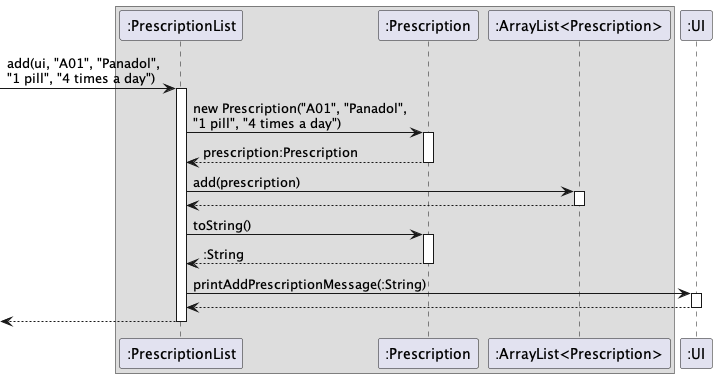 :PrescriptionList
:Prescription
:ArrayList<Prescription>
:UI
add(ui, "A01", "Panadol",
"1 pill", "4 times a day")
new Prescription("A01", "Panadol",
"1 pill", "4 times a day")
prescription:Prescription
add(prescription)
toString()
:String
printAddPrescriptionMessage(:String)
:PrescriptionList
:Prescription
:ArrayList<Prescription>
:UI